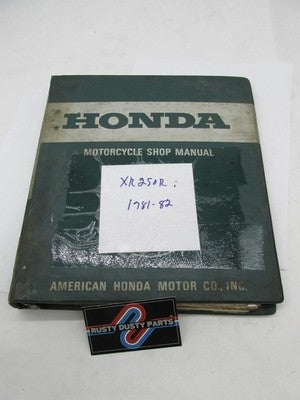 HONDA
MOTORCYCLE SHOP MANUAL
XR250R;
1981-82
AMERICAN HONDA MOTOR CO., INC.
RUSTY DUSTY PARTS